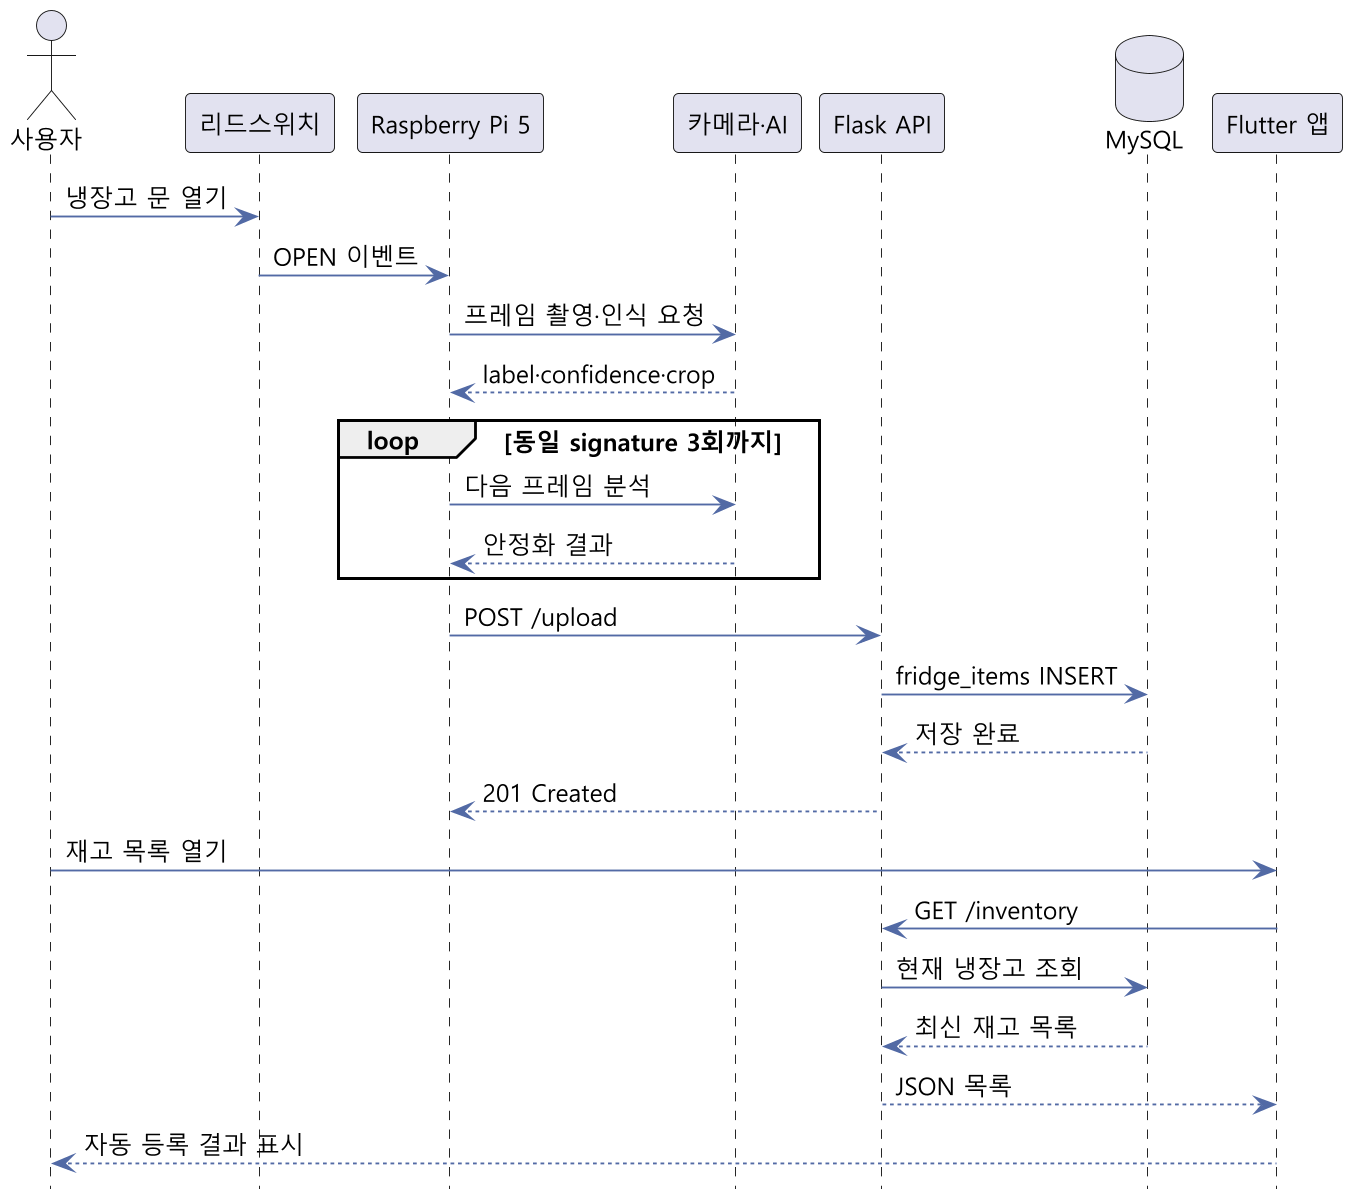 사용자
리드스위치
Raspberry Pi 5
카메라·AI
Flask API
MySQL
Flutter 앱
냉장고 문 열기
OPEN 이벤트
프레임 촬영·인식 요청
label·confidence·crop
loop [동일 signature 3회까지]
다음 프레임 분석
안정화 결과
POST /upload
fridge_items INSERT
저장 완료
201 Created
재고 목록 열기
GET /inventory
현재 냉장고 조회
최신 재고 목록
JSON 목록
자동 등록 결과 표시